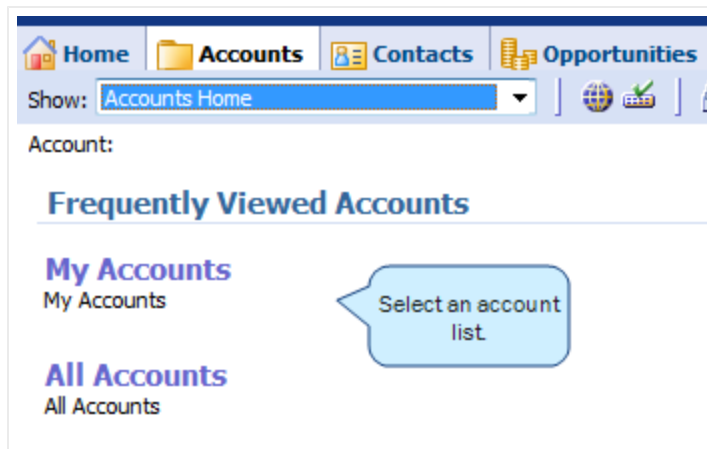 Home Accounts Contacts Opportunities
Show: Accounts Home
Account:
Frequently Viewed Accounts
My Accounts
My Accounts
Select an account
list.
All Accounts
All Accounts